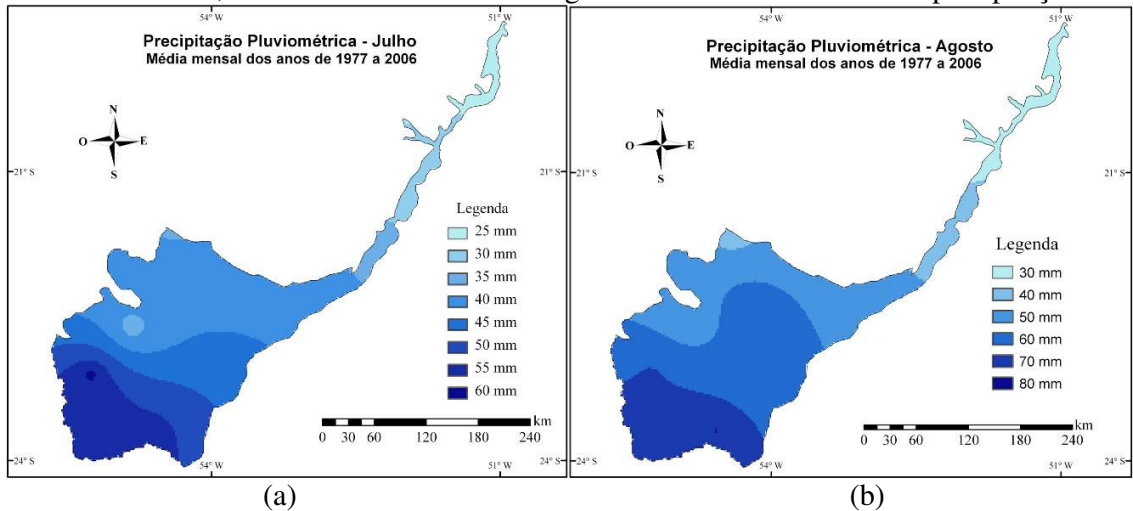 54° W
51° W
Precipitação Pluviométrica - Julho
Média mensal dos anos de 1977 a 2006
N
O
E
S
21° S
Legenda
25 mm
30 mm
35 mm
40 mm
45 mm
50 mm
55 mm
60 mm
km
0 30 60 120 180 240
24° S
54° W
51° W
(a)
54° W
51° W
Precipitação Pluviométrica - Agosto
Média mensal dos anos de 1977 a 2006
N
O
E
S
21° S
21° S
Legenda
30 mm
40 mm
50 mm
60 mm
70 mm
80 mm
km
0 30 60 120 180 240
24° S
24° S
54° W
51° W
(b)